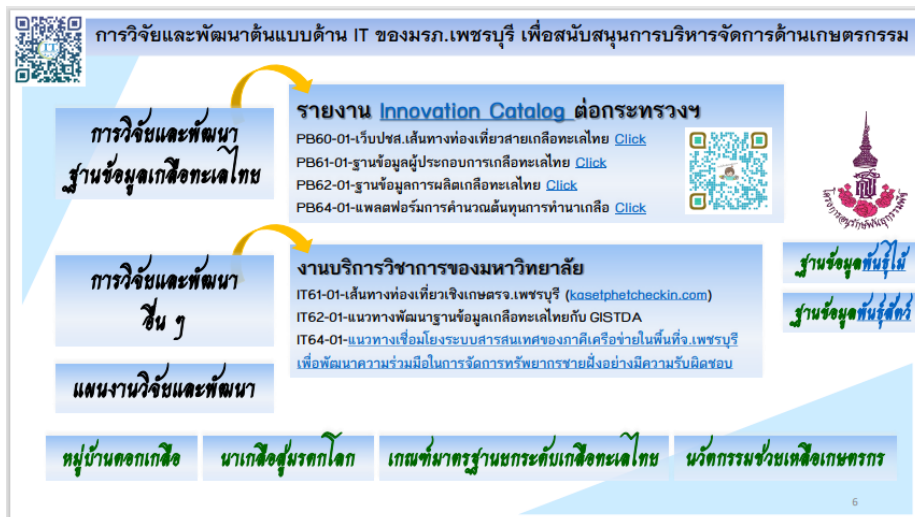 การวิจัยและพัฒนาต้นแบบด้าน IT ของมรภ.เพชรบุรี เพื่อสนับสนุนการบริหารจัดการด้านเกษตรกรรม
การวิจัยและพัฒนา
ฐานข้อมูลเกลือทะเลไทย
รายงาน Innovation Catalog ต่อกระทรวงฯ
PB60-01-เว็บปชส.เส้นทางท่องเที่ยวสายเกลือทะเลไทย Click
PB61-01-ฐานข้อมูลผู้ประกอบการเกลือทะเลไทย Click
PB62-01-ฐานข้อมูลการผลิตเกลือทะเลไทย Click
PB64-01-แพลตฟอร์มการคำนวณต้นทุนการทำนาเกลือ Click
โครงการอนุรักษ์พันธุกรรมพืช
การวิจัยและพัฒนา
อื่น ๆ
งานบริการวิชาการของมหาวิทยาลัย
IT61-01-เส้นทางท่องเที่ยวเชิงเกษตรจ.เพชรบุรี (kasetphetcheckin.com)
IT62-01-แนวทางพัฒนาฐานข้อมูลเกลือทะเลไทยกับ GISTDA
IT64-01-แนวทางเชื่อมโยงระบบสารสนเทศของภาคีเครือข่ายในพื้นที่จ.เพชรบุรี
เพื่อพัฒนาความร่วมมือในการจัดการทรัพยากรชายฝั่งอย่างมีความรับผิดชอบ
ฐานข้อมูลพันธุ์ไม้
ฐานข้อมูลพันธุ์สัตว์
แผนงานวิจัยและพัฒนา
หมู่บ้านดอกเกลือ
นาเกลือสู่มรดกโลก
เกณฑ์มาตรฐานยกระดับเกลือทะเลไทย
นวัตกรรมช่วยเหลือเกษตรกร
6